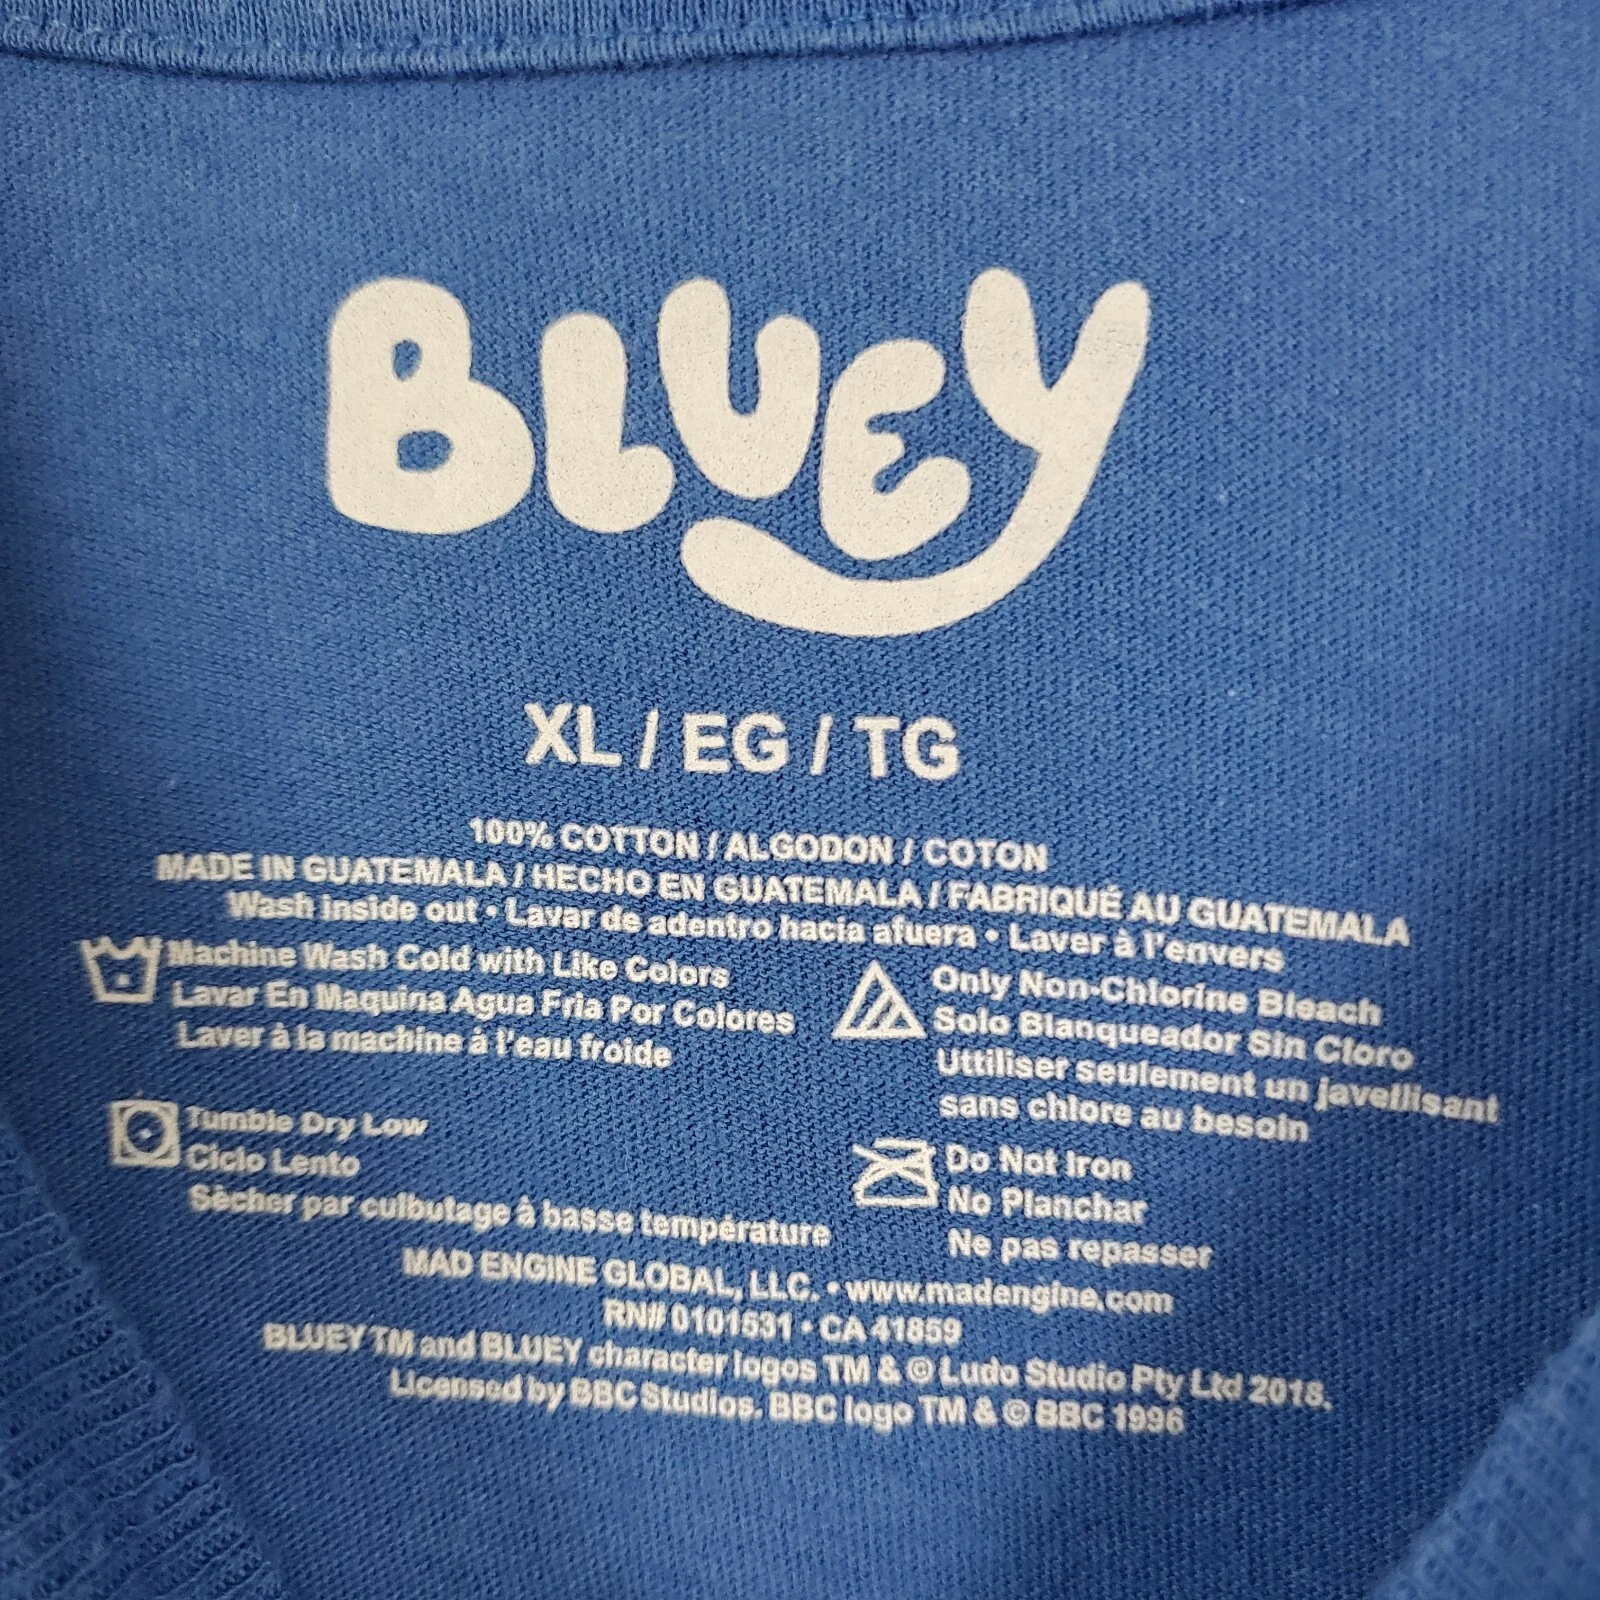 BLUEY
XL / EG / TG
100% COTTON / ALGODON / COTON
MADE IN GUATEMALA / HECHO EN GUATEMALA / FABRIQUÉ AU GUATEMALA
Wash inside out • Lavar de adentro hacia afuera • Laver à l'envers
Machine Wash Cold with Like Colors
Lavar En Maquina Agua Fria Por Colores
Laver à la machine à l'eau froide
Only Non-Chlorine Bleach
Solo Blanqueador Sin Cloro
Uttiliser seulement un javellisant
sans chlore au besoin
Tumble Dry Low
Ciclo Lento
Sècher par culbutage à basse température
Do Not Iron
No Planchar
Ne pas repasser
MAD ENGINE GLOBAL, LLC. • www.madengine.com
RN# 0101531 • CA 41859
BLUEY TM and BLUEY character logos TM & © Ludo Studio Pty Ltd 2018.
Licensed by BBC Studios. BBC logo TM & © BBC 1996